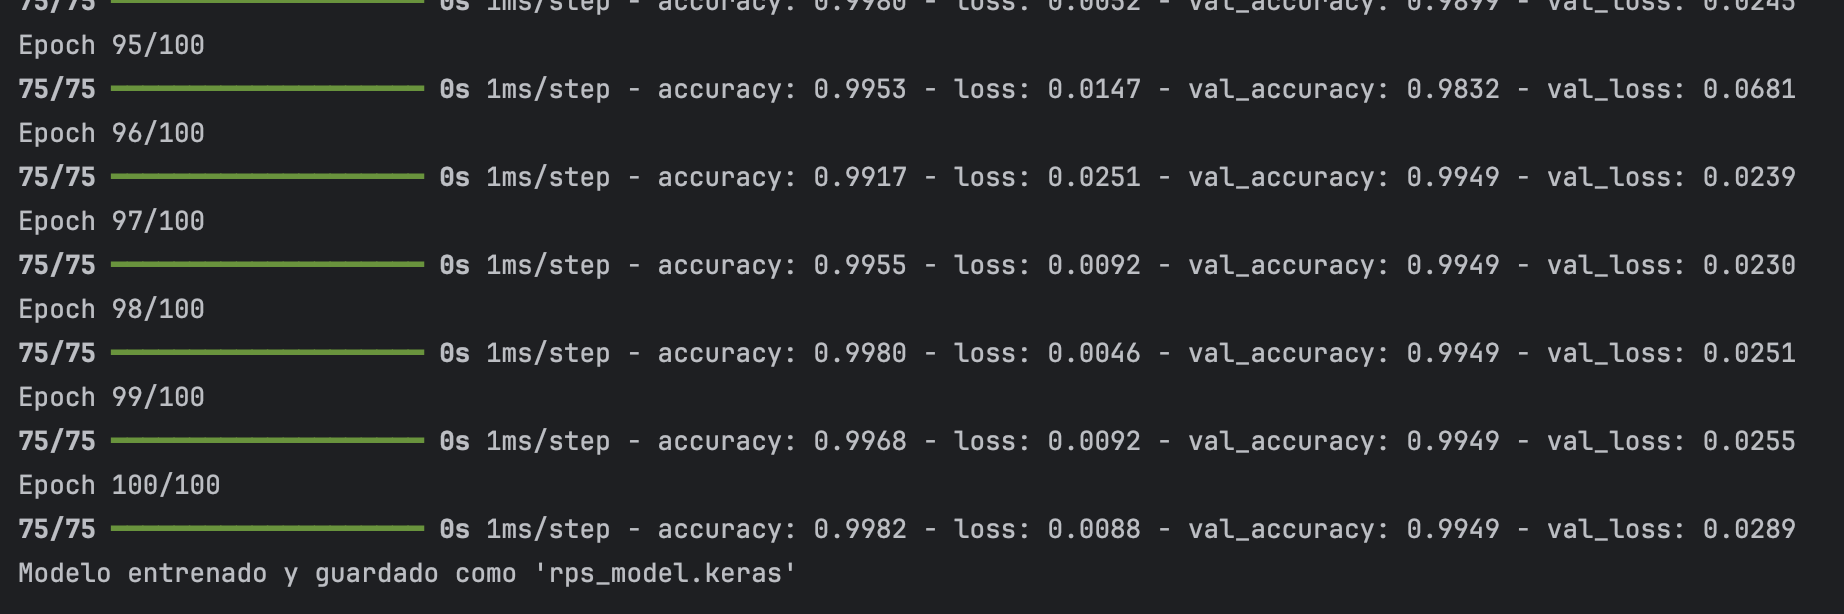 75/75 0s 1ms/step - accuracy: 0.9980 - loss: 0.0052 - val_accuracy: 0.9899 - val_loss: 0.0245
Epoch 95/100
75/75 0s 1ms/step - accuracy: 0.9953 - loss: 0.0147 - val_accuracy: 0.9832 - val_loss: 0.0681
Epoch 96/100
75/75 0s 1ms/step - accuracy: 0.9917 - loss: 0.0251 - val_accuracy: 0.9949 - val_loss: 0.0239
Epoch 97/100
75/75 0s 1ms/step - accuracy: 0.9955 - loss: 0.0092 - val_accuracy: 0.9949 - val_loss: 0.0230
Epoch 98/100
75/75 0s 1ms/step - accuracy: 0.9980 - loss: 0.0046 - val_accuracy: 0.9949 - val_loss: 0.0251
Epoch 99/100
75/75 0s 1ms/step - accuracy: 0.9968 - loss: 0.0092 - val_accuracy: 0.9949 - val_loss: 0.0255
Epoch 100/100
75/75 0s 1ms/step - accuracy: 0.9982 - loss: 0.0088 - val_accuracy: 0.9949 - val_loss: 0.0289
Modelo entrenado y guardado como 'rps_model.keras'